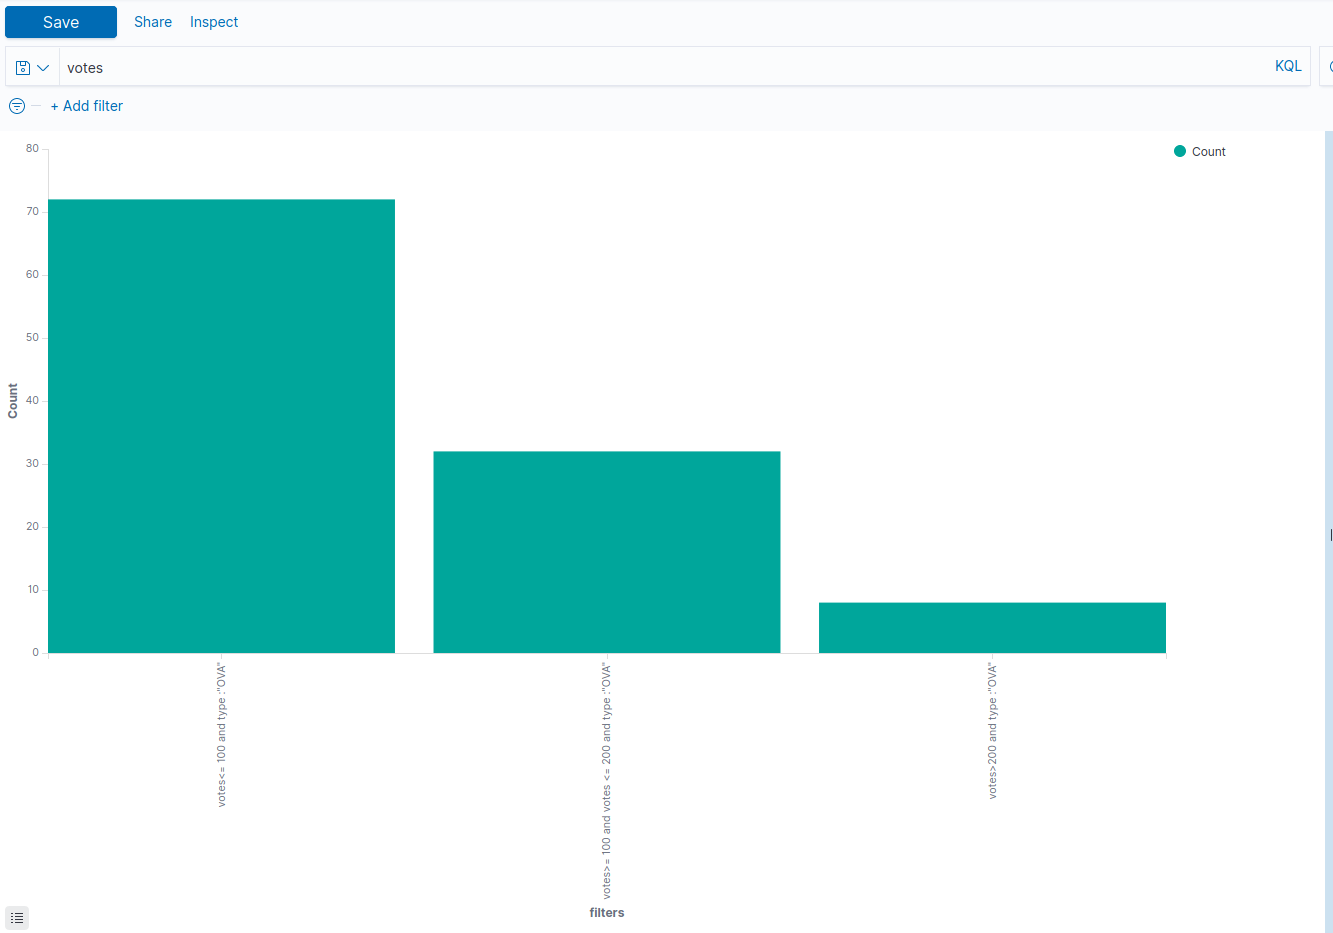 Save Share Inspect
votes KQL
+ Add filter
Count
80
70
60
50
40
30
20
10
0
Count
votes<= 100 and type :"OVA"
votes>= 100 and votes <= 200 and type :"OVA"
votes>200 and type :"OVA"
filters